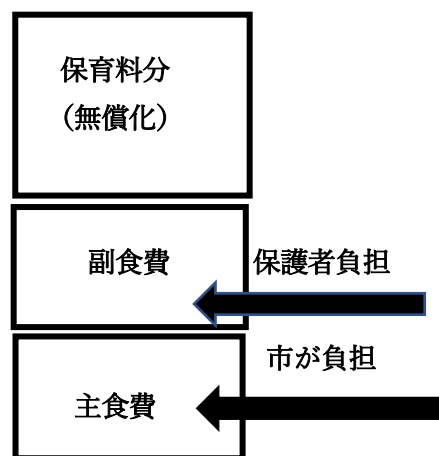 保育料分
（無償化）
副食費
保護者負担
市が負担
主食費